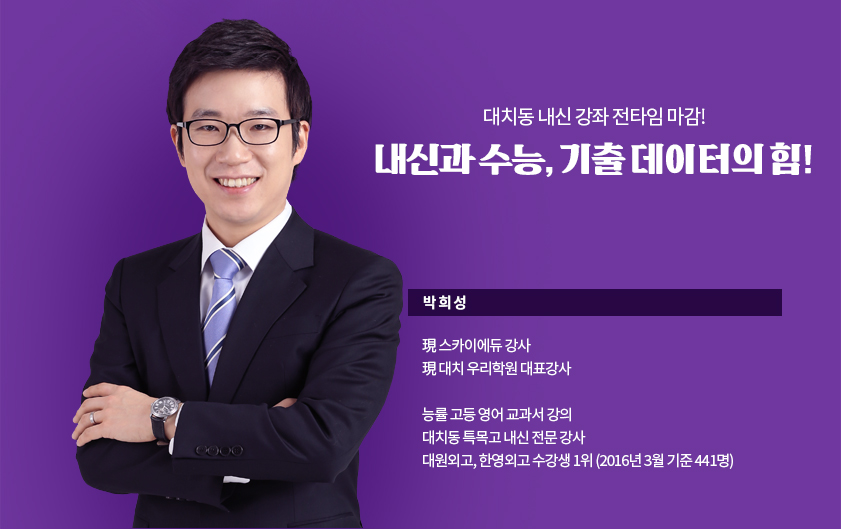 대치동 내신 강좌 전타임 마감!
내신과 수능, 기출 데이터의 힘!
박희성
現 스카이에듀 강사
現 대치 우리학원 대표강사
능률 고등 영어 교과서 강의
대치동 특목고 내신 전문 강사
대원외고, 한영외고 수강생 1위 (2016년 3월 기준 441명)